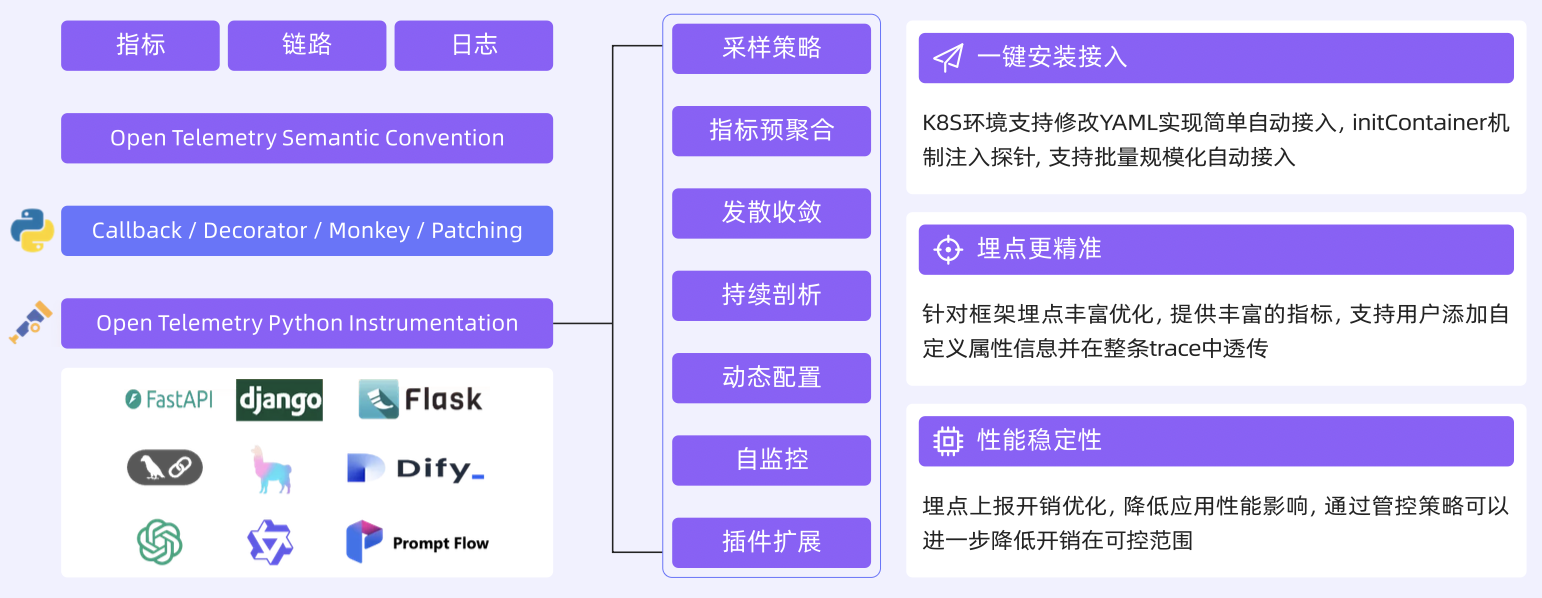 指标
链路
日志
Open Telemetry Semantic Convention
Callback / Decorator / Monkey / Patching
Open Telemetry Python Instrumentation
FastAPI
django
Flask
Dify_
Prompt Flow
采样策略
指标预聚合
发散收敛
持续剖析
动态配置
自监控
插件扩展
一键安装接入
K8S环境支持修改YAML实现简单自动接入, initContainer机
制注入探针, 支持批量规模化自动接入
埋点更精准
针对框架埋点丰富优化, 提供丰富的指标, 支持用户添加自
定义属性信息并在整条trace中透传
性能稳定性
埋点上报开销优化, 降低应用性能影响, 通过管控策略可以
进一步降低开销在可控范围